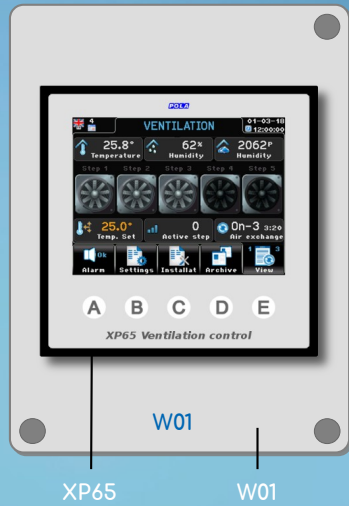 POLA
4 VENTILATION 01-03-18
12:00:00
25.8° 62% 2062P
Temperature Humidity Humidity
Step 1 Step 2 Step 3 Step 4 Step 5
25.0° 0 On-3 3:20
Temp. Set Active step Air exchange
Ok 1 3
Alarm Settings Installat Archive View
A B C D E
XP65 Ventilation control
W01
XP65 W01